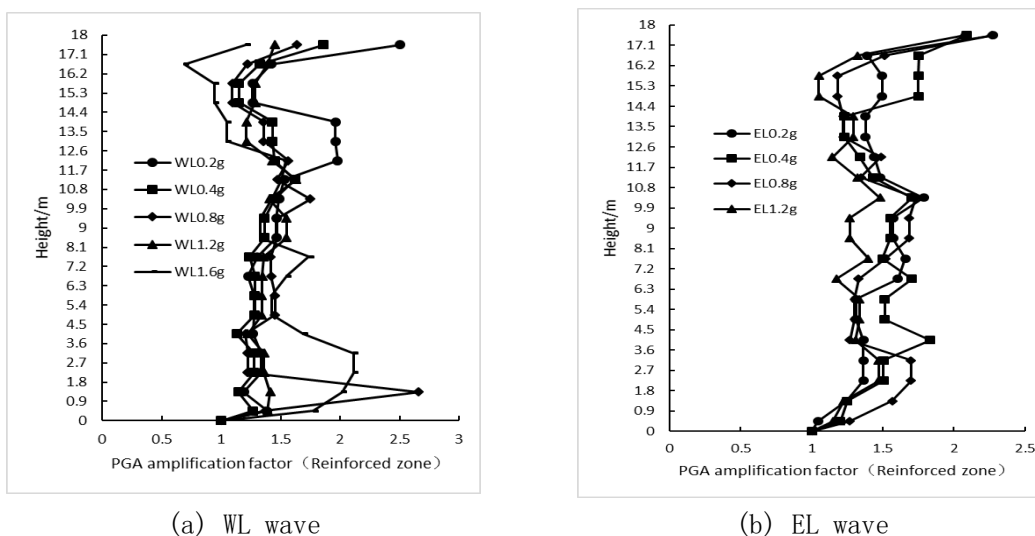 18
17.1
16.2
15.3
14.4
13.5
12.6
11.7
10.8
9.9
9
8.1
7.2
6.3
5.4
4.5
3.6
2.7
1.8
0.9
0
Height/m
WL0.2g
WL0.4g
WL0.8g
WL1.2g
WL1.6g
0 0.5 1 1.5 2 2.5 3
PGA amplification factor（Reinforced zone）
(a) WL wave
18
17.1
16.2
15.3
14.4
13.5
12.6
11.7
10.8
9.9
9
8.1
7.2
6.3
5.4
4.5
3.6
2.7
1.8
0.9
0
Height/m
EL0.2g
EL0.4g
EL0.8g
EL1.2g
0 0.5 1 1.5 2 2.5
PGA amplification factor（Reinforced zone）
(b) EL wave